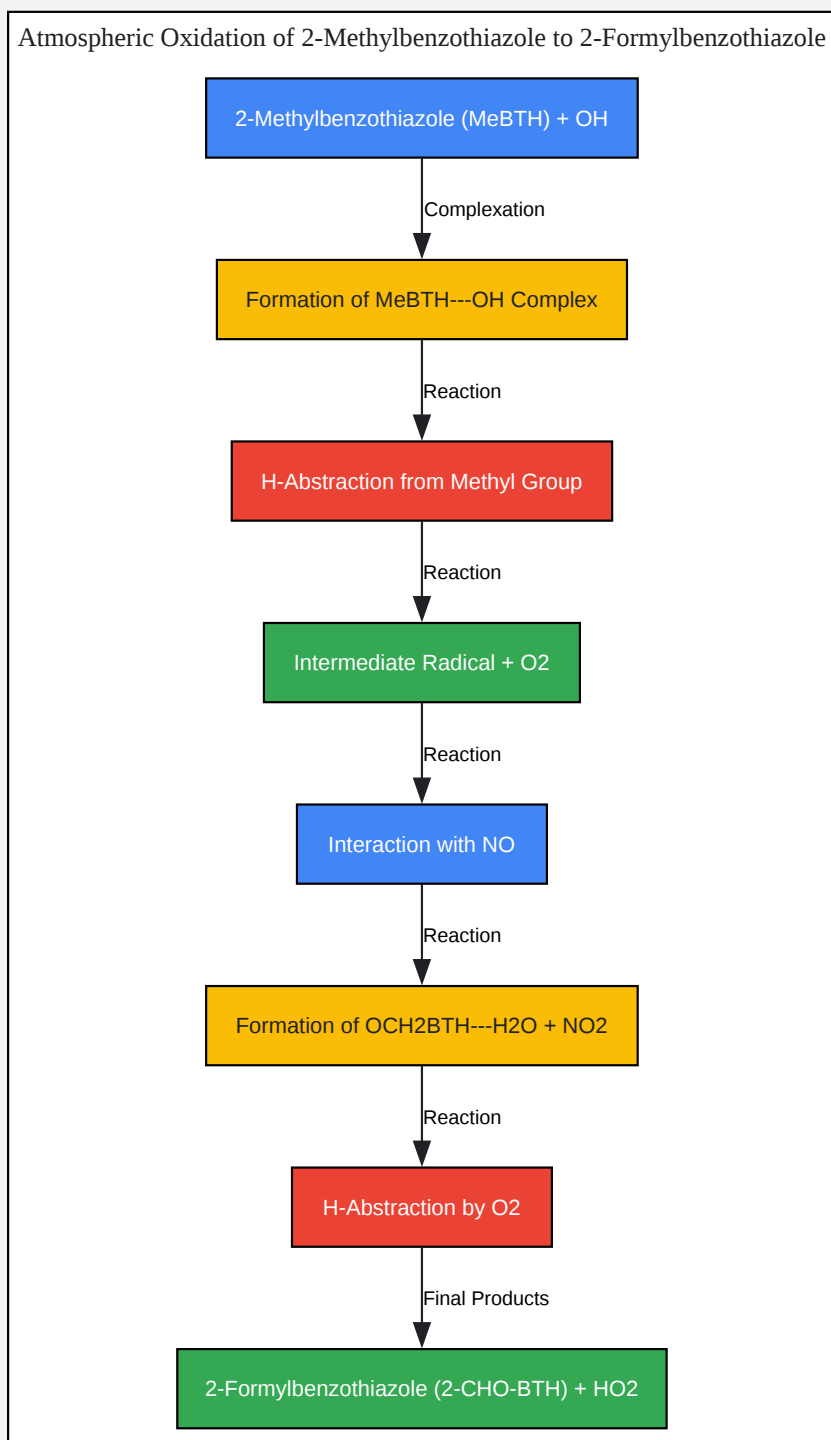 Atmospheric Oxidation of 2-Methylbenzothiazole to 2-Formylbenzothiazole
2-Methylbenzothiazole (MeBTH) + OH
Complexation
Formation of MeBTH---OH Complex
Reaction
H-Abstraction from Methyl Group
Reaction
Intermediate Radical + O2
Reaction
Interaction with NO
Reaction
Formation of OCH2BTH---H2O + NO2
Reaction
H-Abstraction by O2
Final Products
2-Formylbenzothiazole (2-CHO-BTH) + HO2